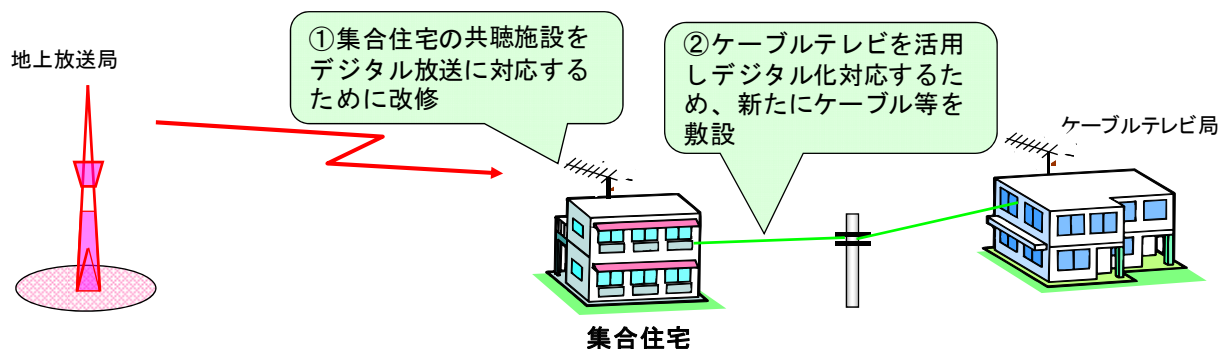 地上放送局
①集合住宅の共聴施設を
デジタル放送に対応する
ために改修
②ケーブルテレビを活用
しデジタル化対応するた
め、新たにケーブル等を
敷設
ケーブルテレビ局
集合住宅